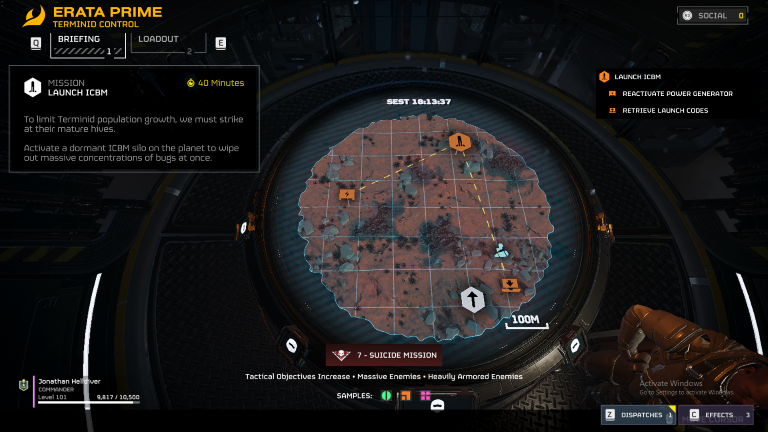 ERATA PRIME
TERMINID CONTROL
Q
BRIEFING
1
LOADOUT
2
E
SOCIAL 0
MISSION
LAUNCH ICBM
40 Minutes
To limit Terminid population growth, we must strike
at their mature hives.
Activate a dormant ICBM silo on the planet to wipe
out massive concentrations of bugs at once.
LAUNCH ICBM
REACTIVATE POWER GENERATOR
RETRIEVE LAUNCH CODES
SEST 18:13:37
100M
7 - SUICIDE MISSION
Tactical Objectives Increase • Massive Enemies • Heavily Armored Enemies
SAMPLES:
Jonathan Helldiver
COMMANDER
Level 101
9,817 / 10,500
Activate Windows
Go to Settings to activate Windows.
Z DISPATCHES 1
C EFFECTS 3
CURSOR